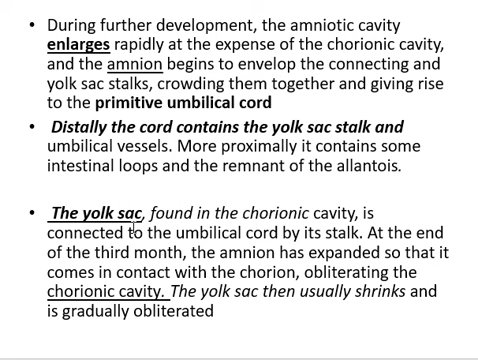 • During further development, the amniotic cavity
enlarges rapidly at the expense of the chorionic cavity,
and the amnion begins to envelop the connecting and
yolk sac stalks, crowding them together and giving rise
to the primitive umbilical cord
• Distally the cord contains the yolk sac stalk and
umbilical vessels. More proximally it contains some
intestinal loops and the remnant of the allantois.
• The yolk sac, found in the chorionic cavity, is
connected to the umbilical cord by its stalk. At the end
of the third month, the amnion has expanded so that it
comes in contact with the chorion, obliterating the
chorionic cavity. The yolk sac then usually shrinks and
is gradually obliterated